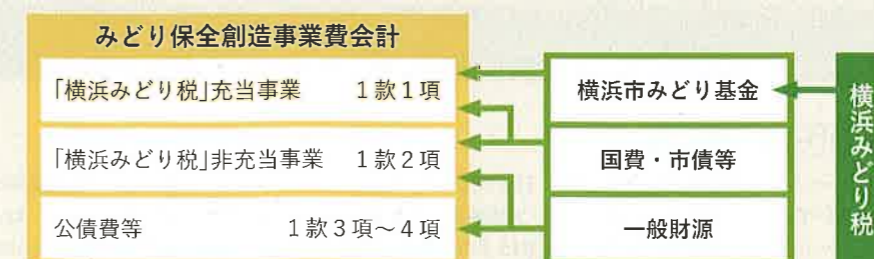 みどり保全創造事業費会計
「横浜みどり税」充当事業 1款1項
「横浜みどり税」非充当事業 1款2項
公債費等 1款3項～4項
横浜市みどり基金
国費・市債等
一般財源
横浜みどり税